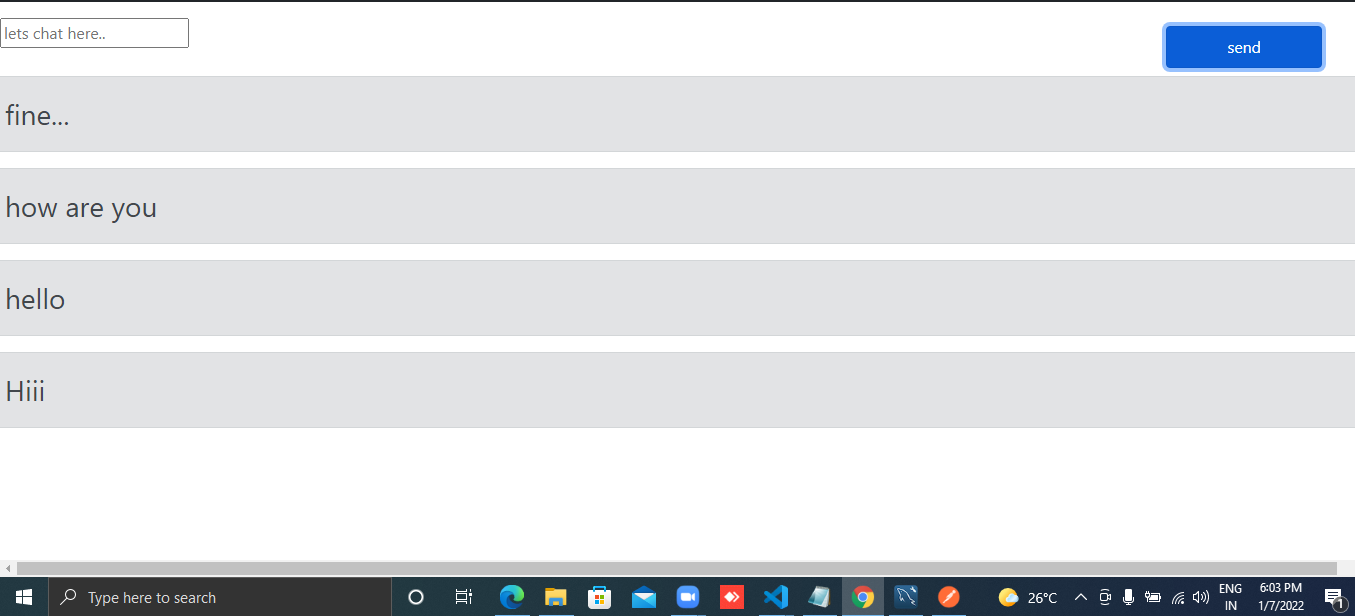 lets chat here..
send
fine...
how are you
hello
Hiii
Type here to search
26°C
ENG
IN
6:03 PM
1/7/2022
1